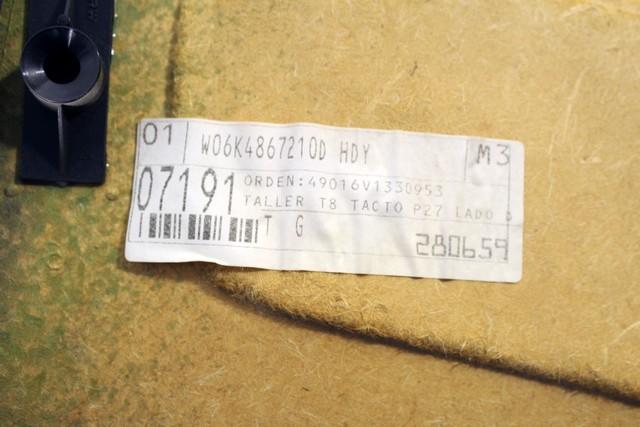 01 W06K4867210D HDY M3
07191 ORDEN:49016V1330953
TALLER T8 TACTO P27 LADO D
T G 280659